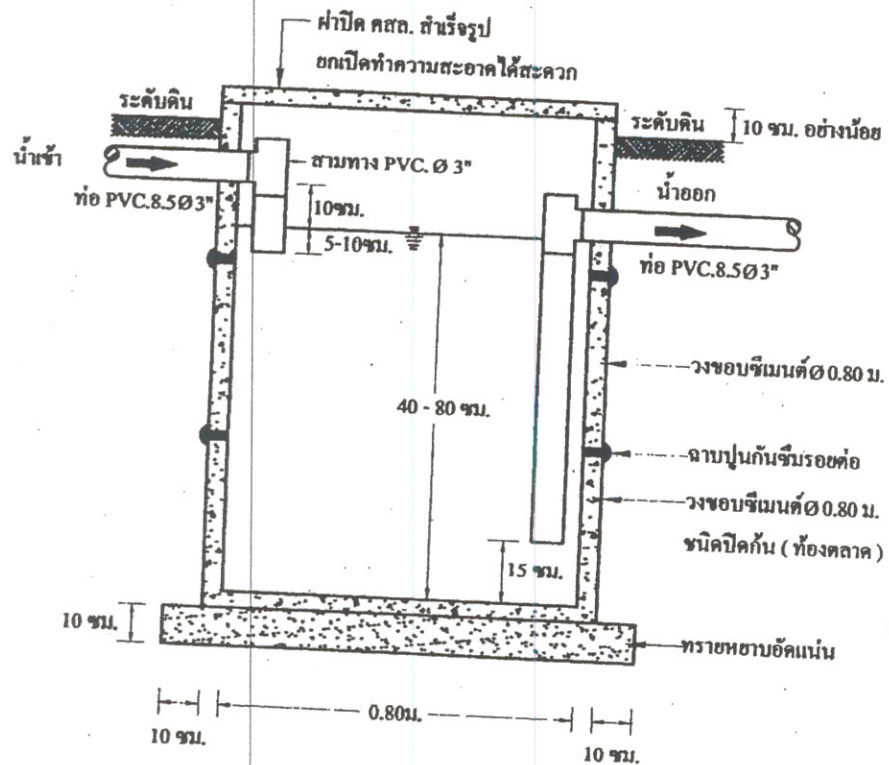 ฝาปิด คสล. สำเร็จรูป
ยกเปิดทำความสะอาดได้สะดวก
ระดับดิน
ระดับดิน
10 ซม. อย่างน้อย
น้ำเข้า
สามทาง PVC. Ø 3"
น้ำออก
ท่อ PVC.8.5Ø3"
10ซม.
5-10ซม.
ท่อ PVC.8.5Ø3"
วงขอบซีเมนต์Ø0.80 ม.
40 - 80 ซม.
ฉาบปูนกันซึมรอยต่อ
วงขอบซีเมนต์Ø0.80 ม.
ชนิดปิดก้น ( ท้องตลาด )
15 ซม.
10 ซม.
ทรายหยาบอัดแน่น
0.80ม.
10 ซม.
10 ซม.